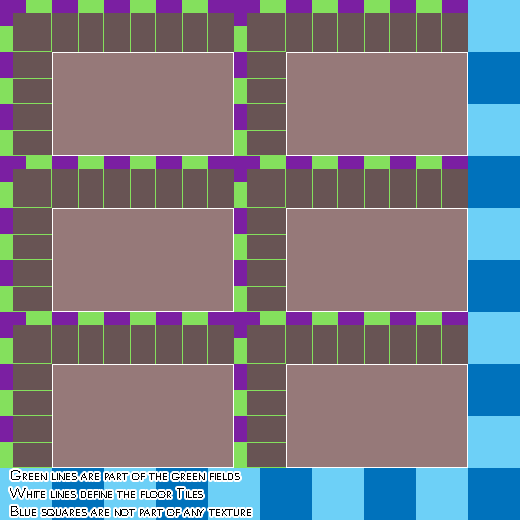 Green lines are part of the green fields
White lines define the floor Tiles
Blue squares are not part of any texture